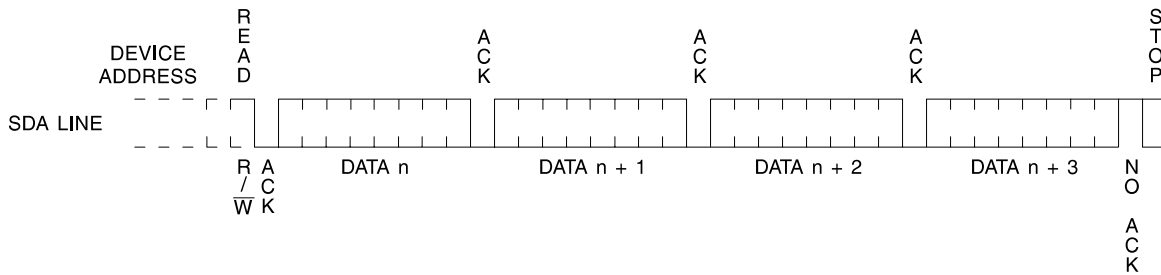 READ
ACK
ACK
ACK
STOP
DEVICE
ADDRESS
SDA LINE
R/W
ACK
DATA n
DATA n + 1
DATA n + 2
DATA n + 3
NO ACK